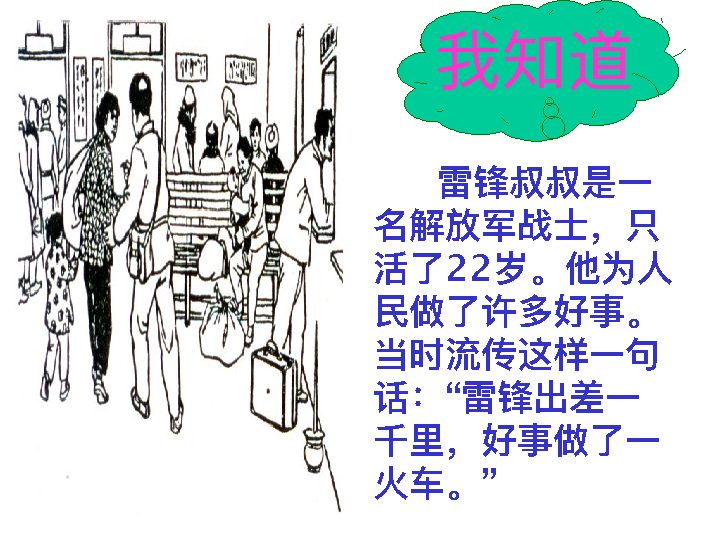 我知道
雷锋叔叔是一
名解放军战士，只
活了22岁。他为人
民做了许多好事。
当时流传这样一句
话：“雷锋出差一
千里，好事做了一
火车。”